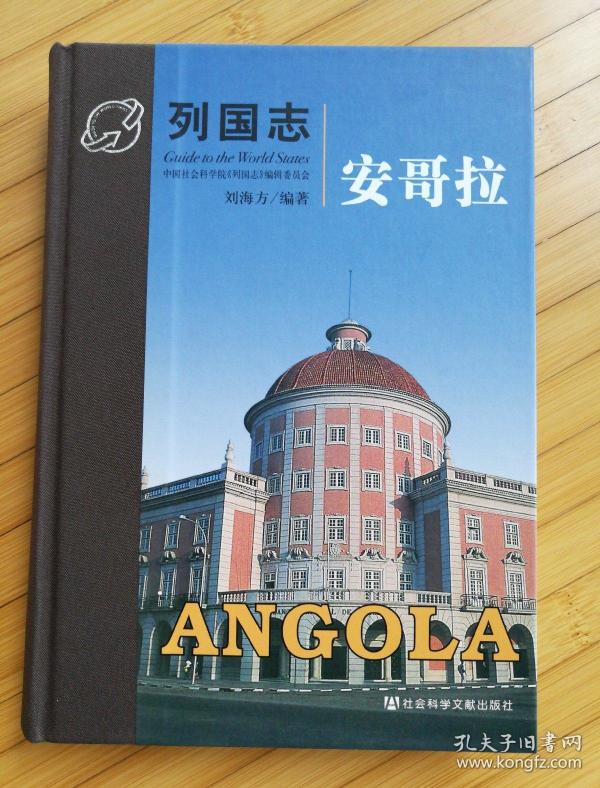 列国志
Guide to the World States
中国社会科学院《列国志》编辑委员会
刘海方/编著
安哥拉
ANGOLA
社会科学文献出版社
孔夫子旧书网
www.kongfz.com